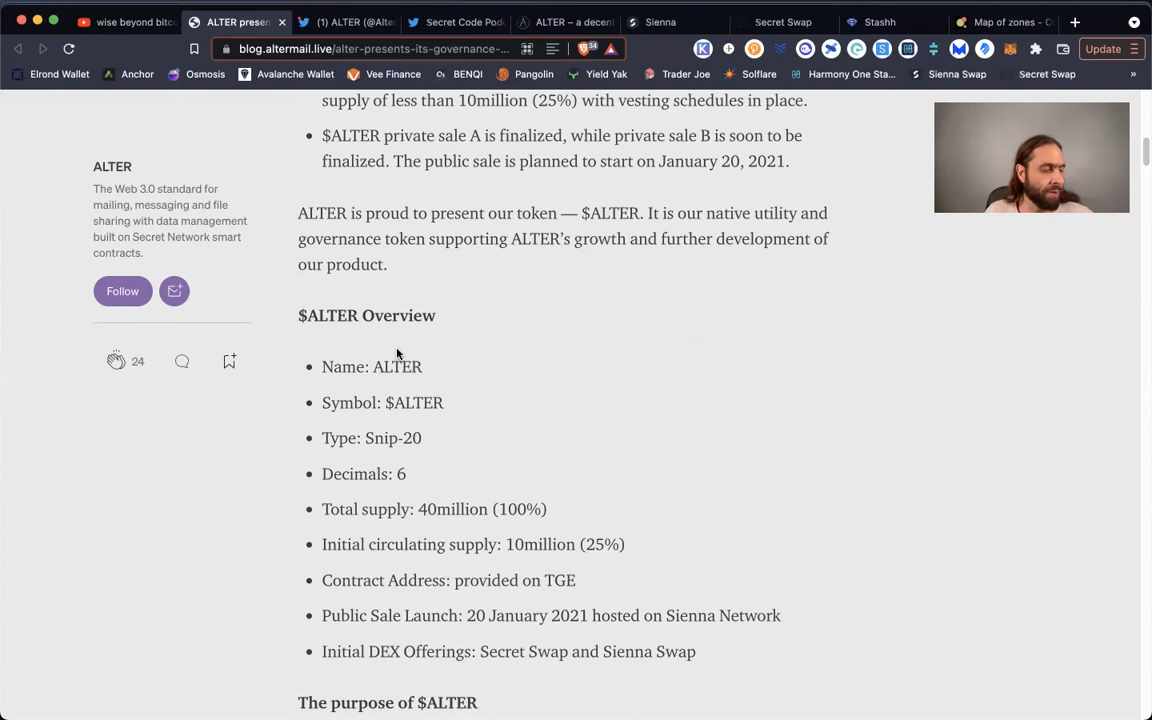 wise beyond bitco
ALTER presen
(1) ALTER (@Alter
Secret Code Pod
ALTER – a decent
Sienna
Secret Swap
Stashh
Map of zones - C
blog.altermail.live/alter-presents-its-governance-...
34
Update
Elrond Wallet
Anchor
Osmosis
Avalanche Wallet
Vee Finance
BENQI
Pangolin
Yield Yak
Trader Joe
Solflare
Harmony One Sta...
Sienna Swap
Secret Swap
»
supply of less than 10million (25%) with vesting schedules in place.
• $ALTER private sale A is finalized, while private sale B is soon to be
finalized. The public sale is planned to start on January 20, 2021.
ALTER
The Web 3.0 standard for
mailing, messaging and file
sharing with data management
built on Secret Network smart
contracts.
Follow
24
ALTER is proud to present our token — $ALTER. It is our native utility and
governance token supporting ALTER’s growth and further development of
our product.
$ALTER Overview
• Name: ALTER
• Symbol: $ALTER
• Type: Snip-20
• Decimals: 6
• Total supply: 40million (100%)
• Initial circulating supply: 10million (25%)
• Contract Address: provided on TGE
• Public Sale Launch: 20 January 2021 hosted on Sienna Network
• Initial DEX Offerings: Secret Swap and Sienna Swap
The purpose of $ALTER